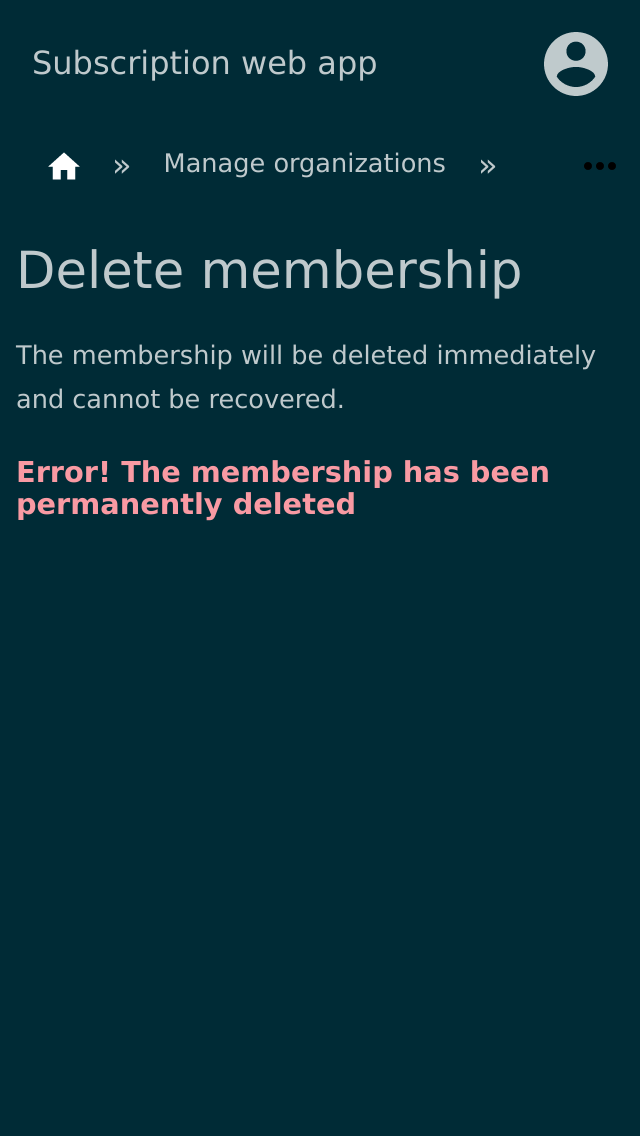 Subscription web app
» Manage organizations »
Delete membership
The membership will be deleted immediately
and cannot be recovered.
Error! The membership has been
permanently deleted